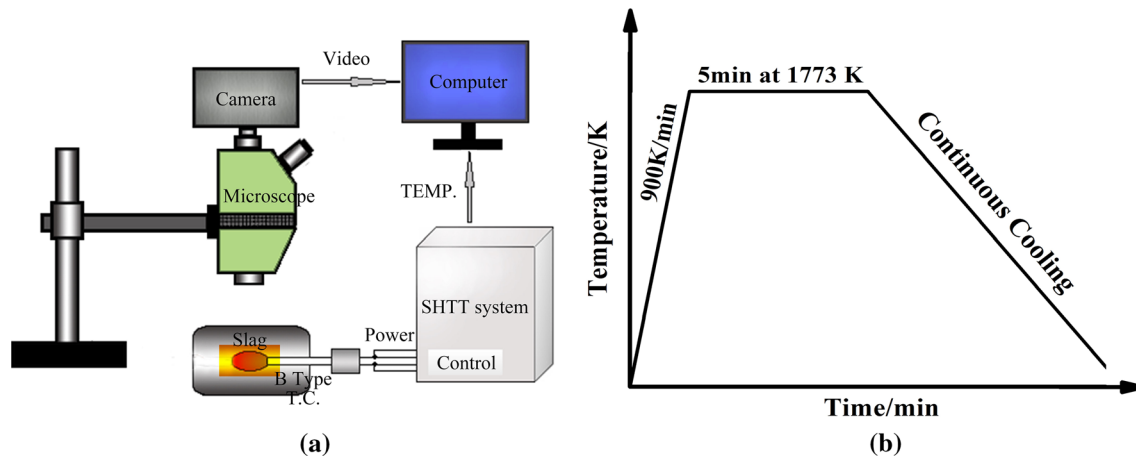 Video
Camera
Computer
Microscope
TEMP.
SHTT system
Power
Control
Slag
B Type
T.C.
(a)
Temperature/K
900K/min
5min at 1773 K
Continuous Cooling
Time/min
(b)